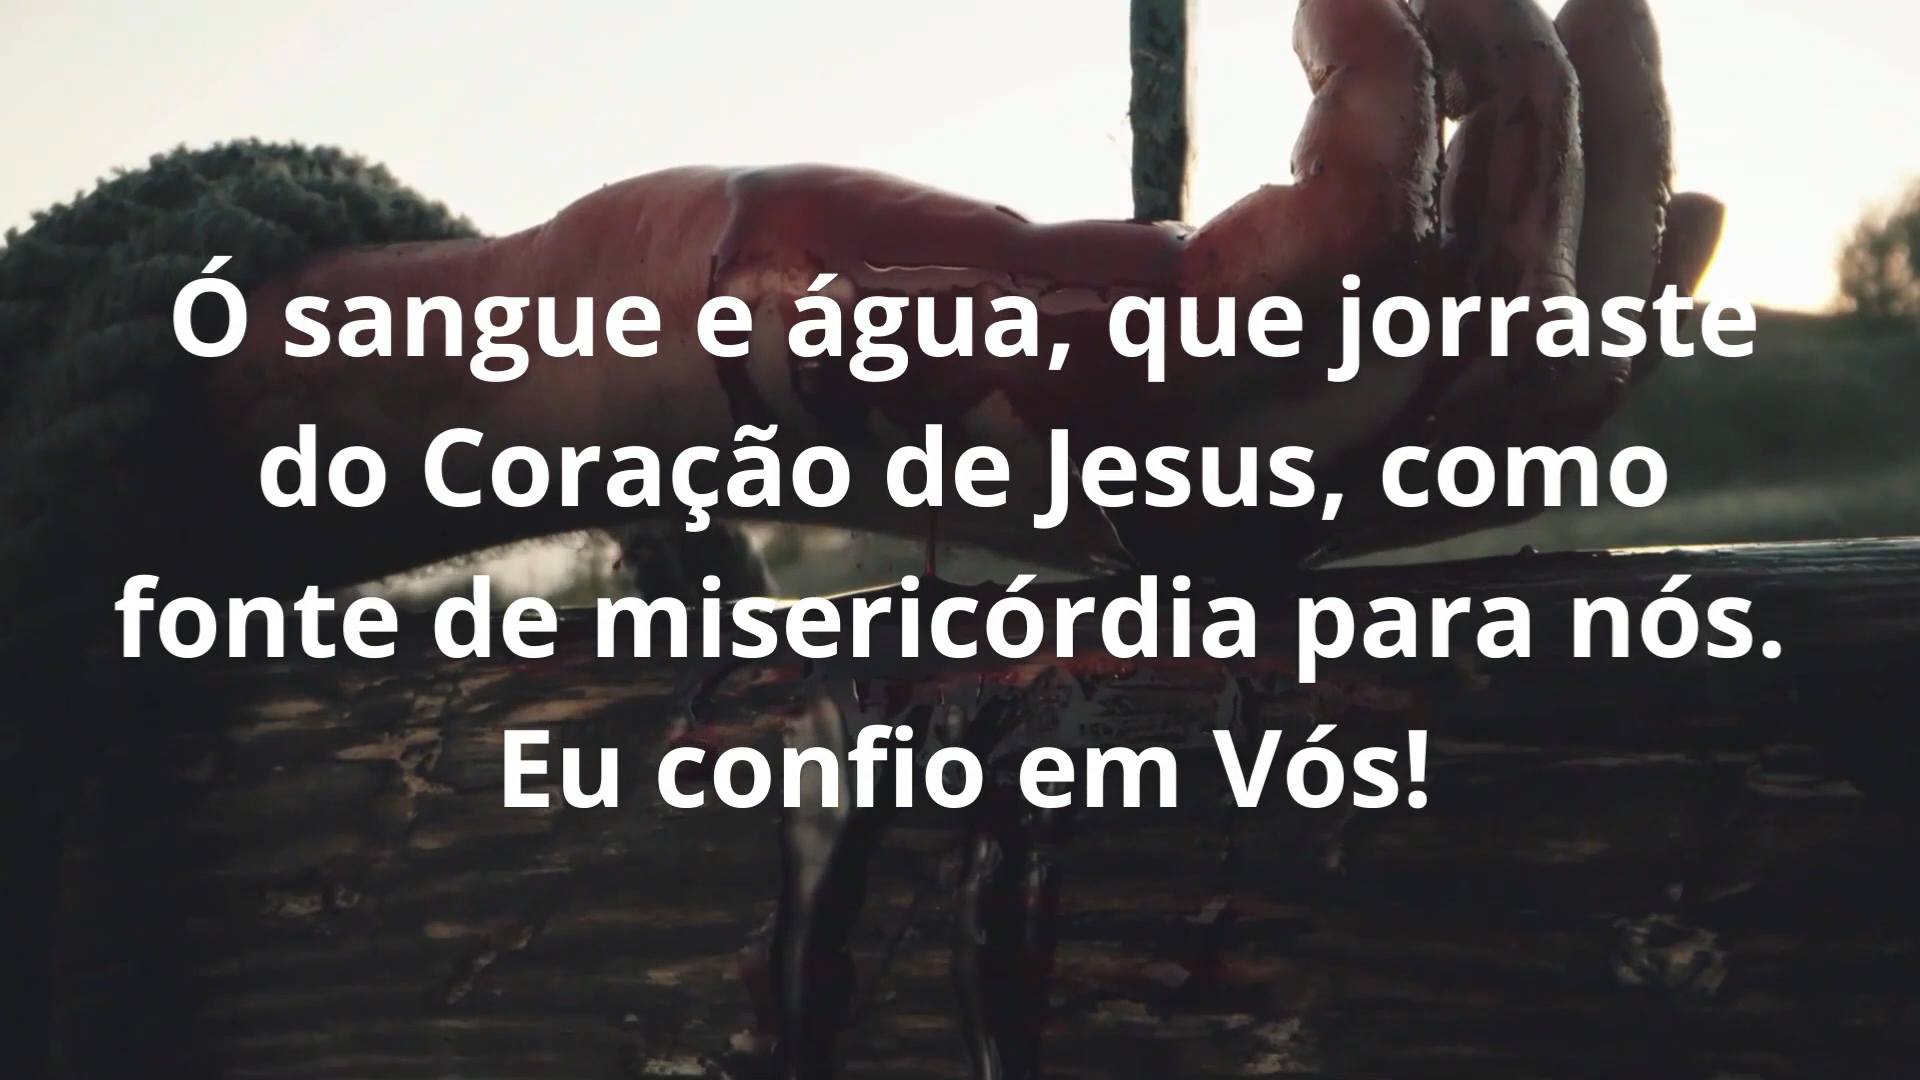 Ó sangue e água, que jorraste
do Coração de Jesus, como
fonte de misericórdia para nós.
Eu confio em Vós!